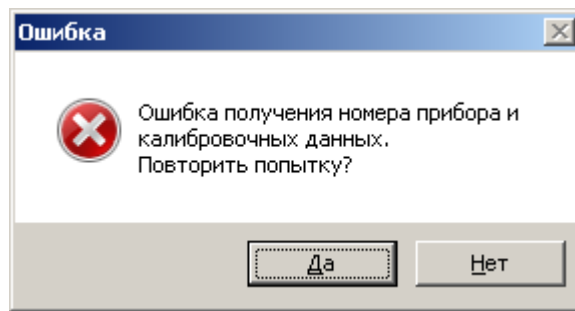 Ошибка
Ошибка получения номера прибора и
калибровочных данных.
Повторить попытку?
Да
Нет